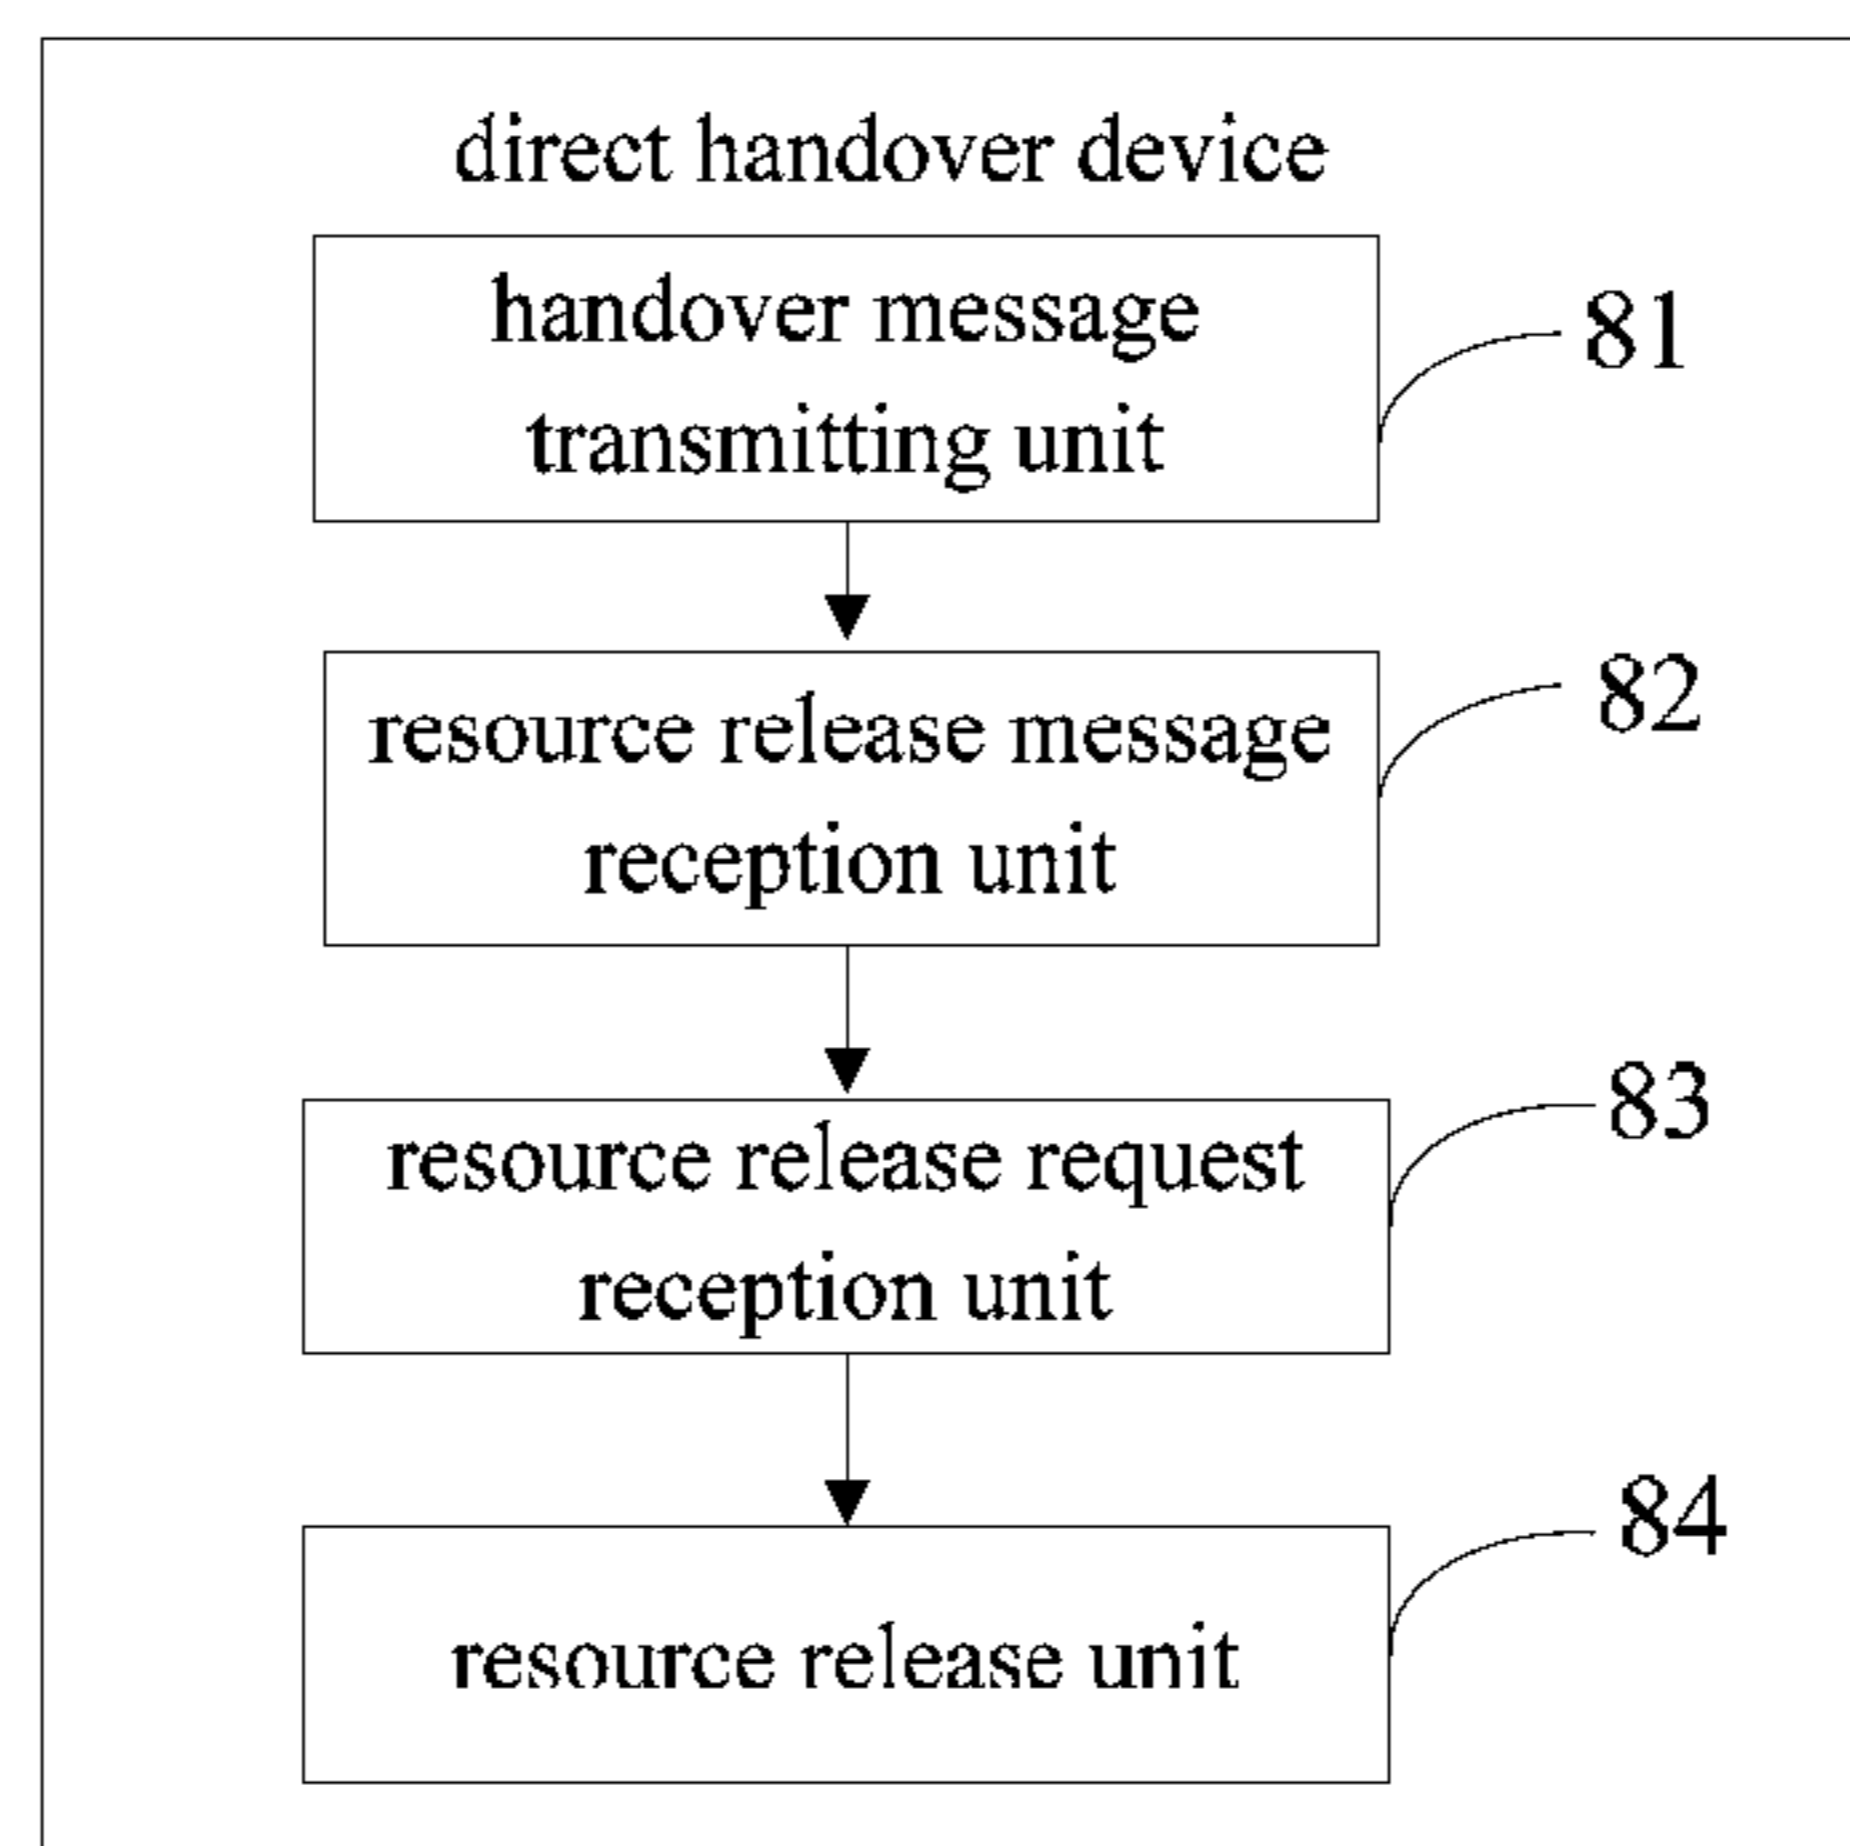 direct handover device
handover message
transmitting unit
81
resource release message
reception unit
82
resource release request
reception unit
83
resource release unit
84